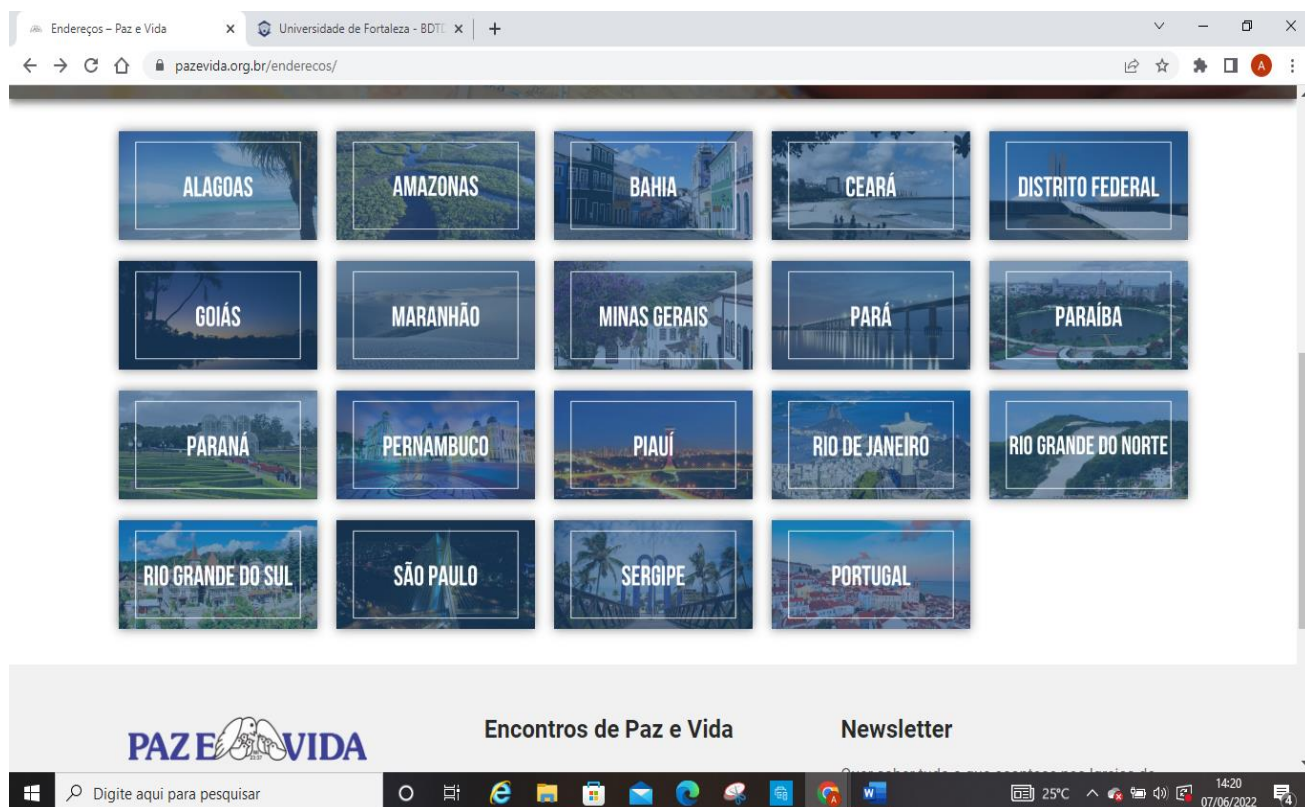 Endereços – Paz e Vida
Universidade de Fortaleza - BDT
pazevida.org.br/enderecos/
A
ALAGOAS
AMAZONAS
BAHIA
CEARÁ
DISTRITO FEDERAL
GOIÁS
MARANHÃO
MINAS GERAIS
PARÁ
PARAÍBA
PARANÁ
PERNAMBUCO
PIAUÍ
RIO DE JANEIRO
RIO GRANDE DO NORTE
RIO GRANDE DO SUL
SÃO PAULO
SERGIPE
PORTUGAL
PAZ E VIDA
Encontros de Paz e Vida
Newsletter
Digite aqui para pesquisar
25°C
14:20
07/06/2022